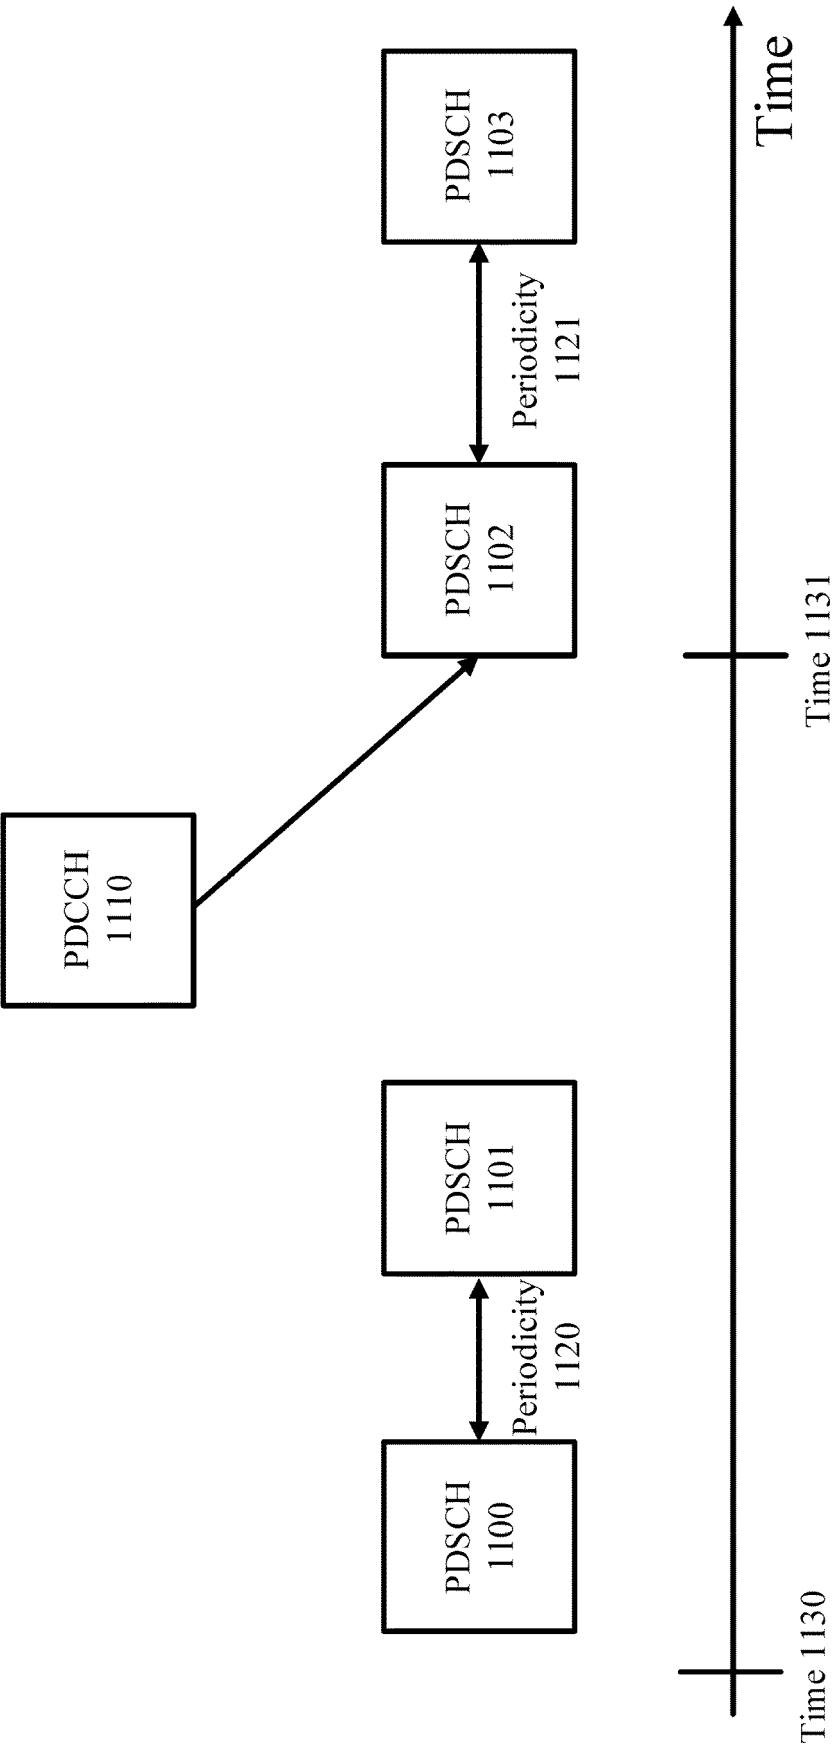 PDCCH
1110
PDSCH
1100
Periodicity
1120
PDSCH
1101
PDSCH
1102
Periodicity
1121
PDSCH
1103
Time
Time 1130
Time 1131